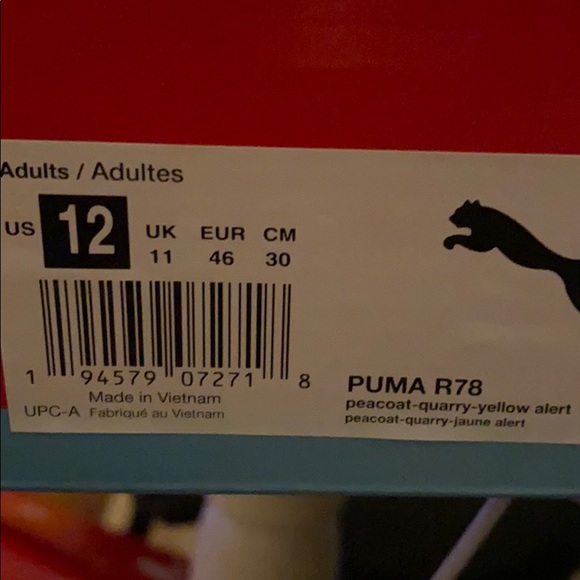 Adults / Adultes
US 12 UK EUR CM
11 46 30
1 94579 07271 8
Made in Vietnam
UPC-A Fabriqué au Vietnam
PUMA R78
peacoat-quarry-yellow alert
peacoat-quarry-jaune alert